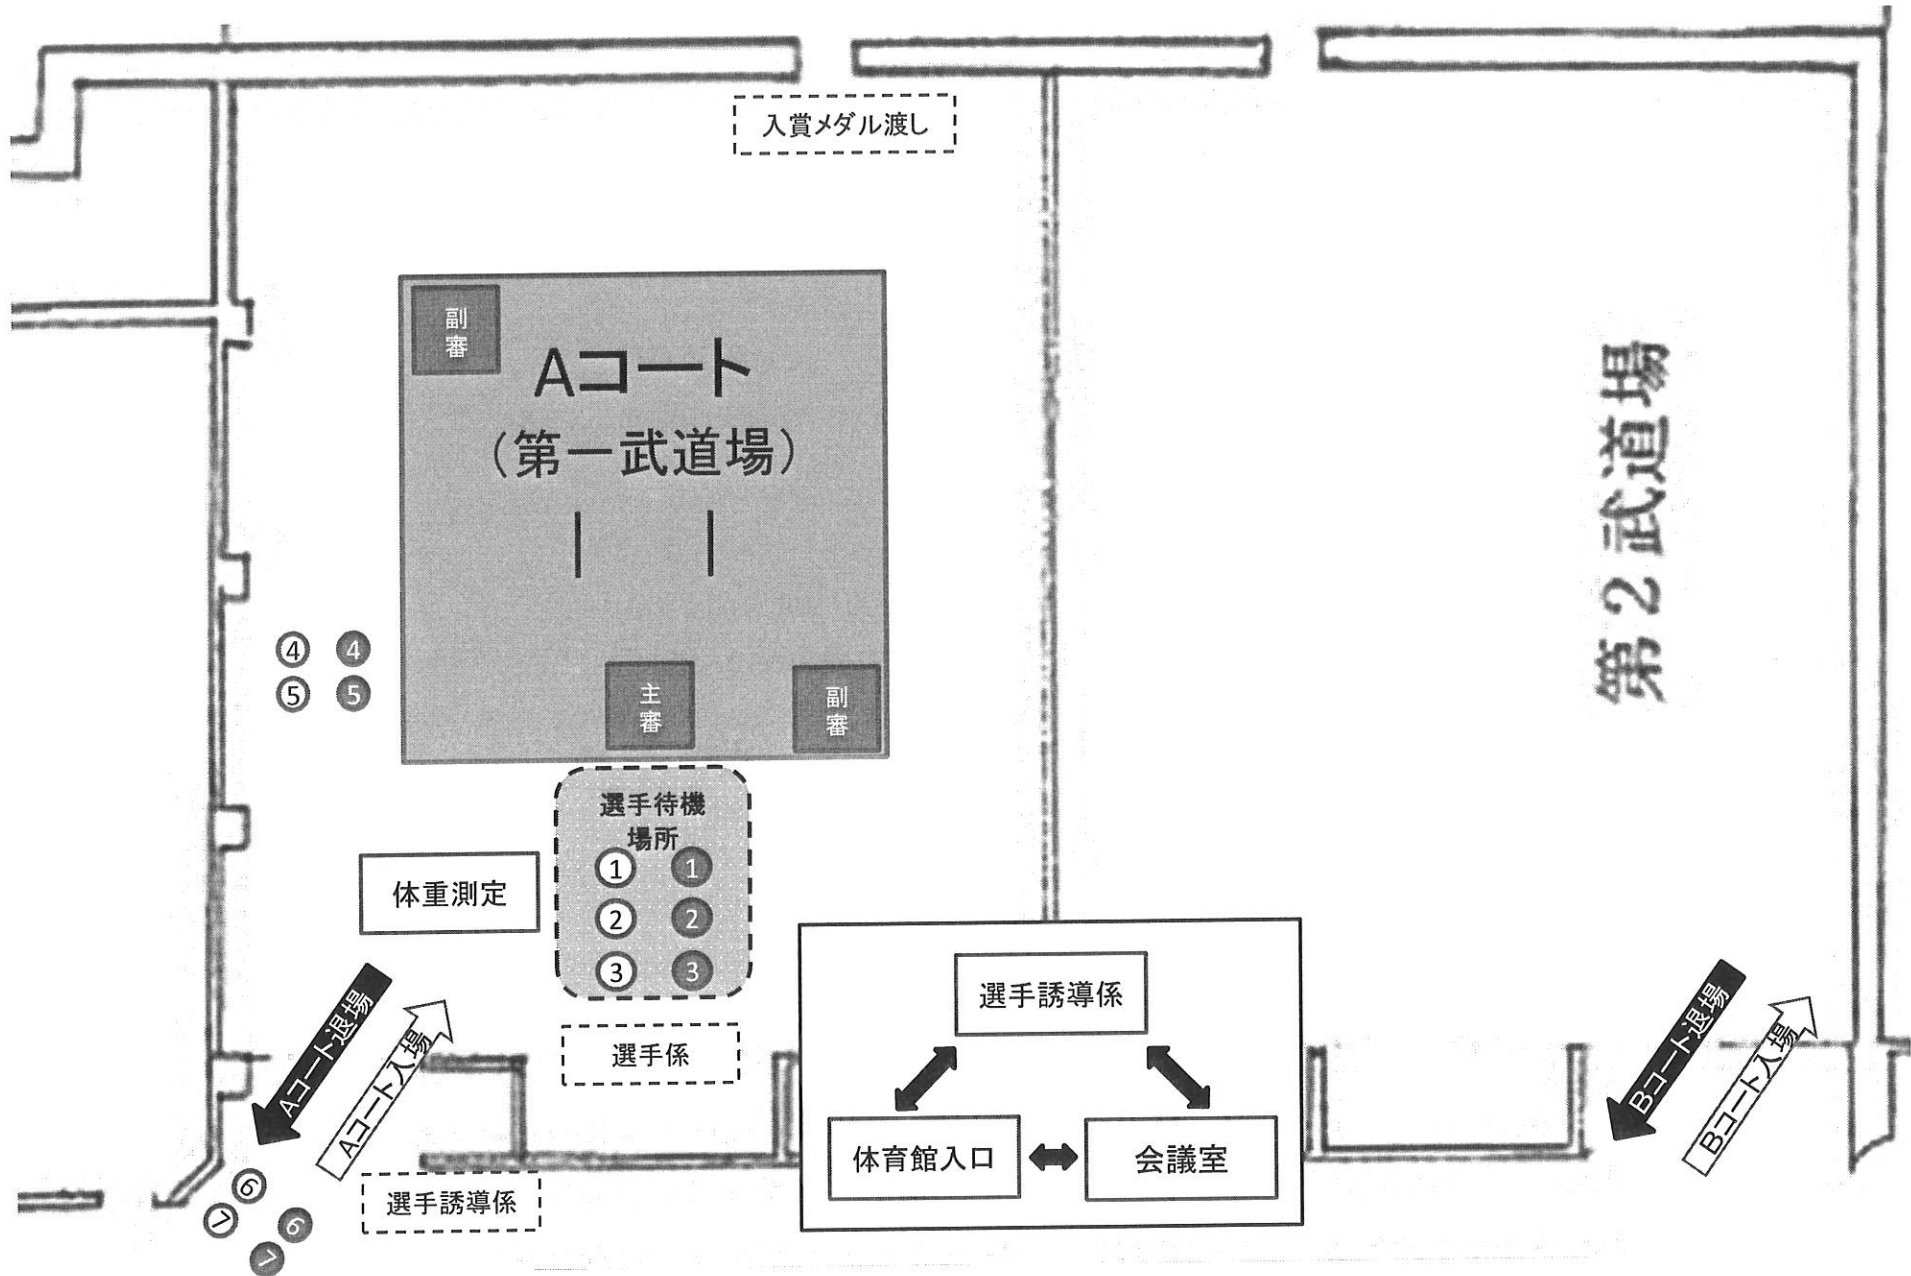 入賞メダル渡し
副
審
Aコート
(第一武道場)
第2武道場
④ ④
⑤ ⑤
主
審
副
審
選手待機
場所
① ①
② ②
③ ③
体重測定
選手誘導係
体育館入口
会議室
選手係
Aコート退場
Aコート入場
Bコート退場
Bコート入場
選手誘導係
⑥ ⑥
⑦ ⑦